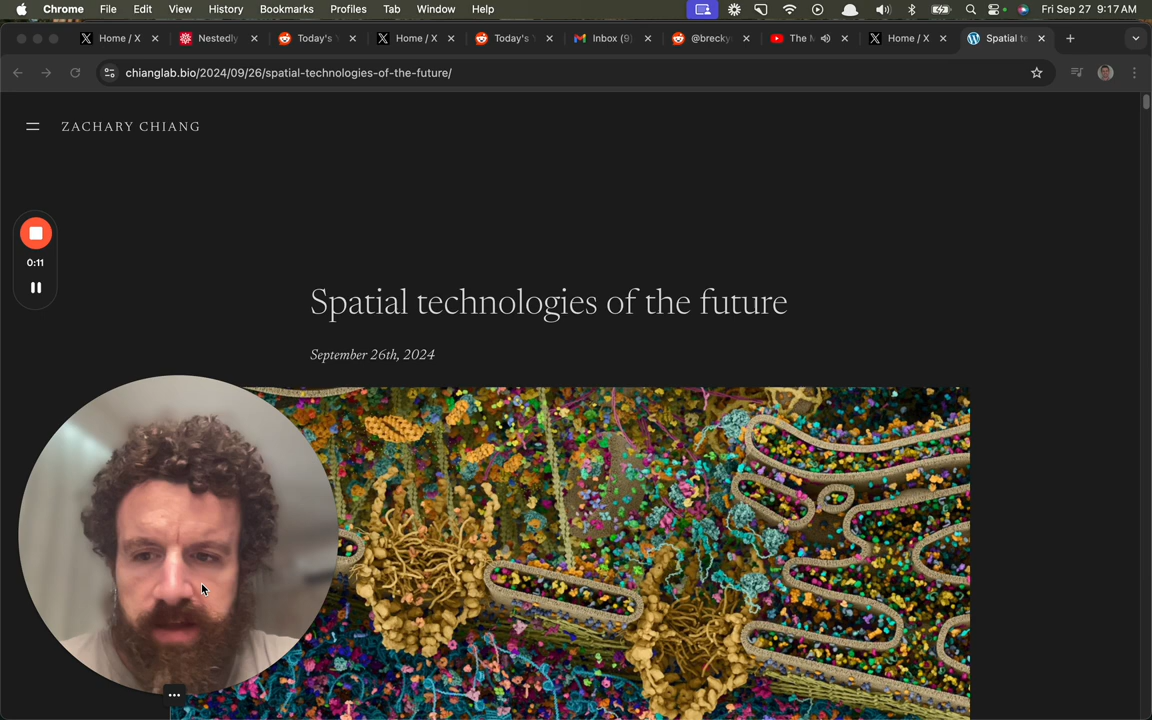 Chrome File Edit View History Bookmarks Profiles Tab Window Help Fri Sep 27 9:17 AM
Home / X Nestedly Today's Home / X Today's Inbox (9) @brecky The M Home / X Spatial te
chianglab.bio/2024/09/26/spatial-technologies-of-the-future/
ZACHARY CHIANG
0:11
Spatial technologies of the future
September 26th, 2024